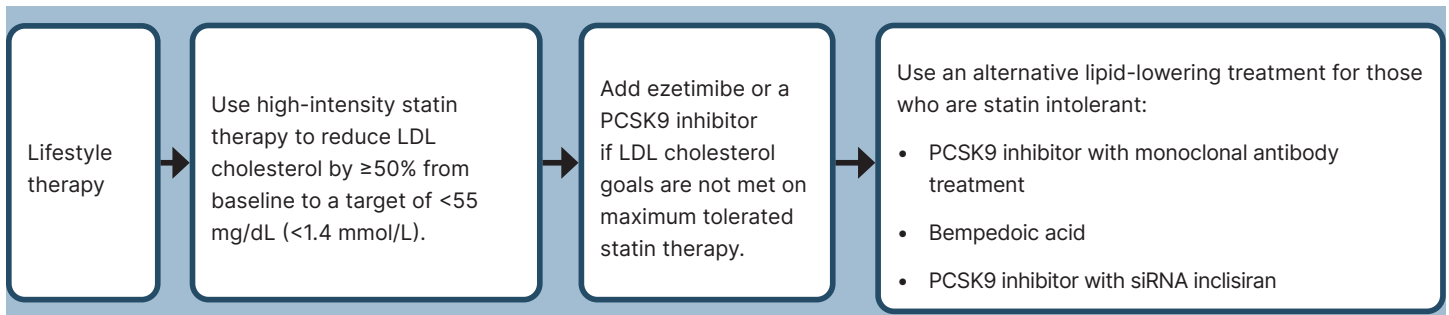 Lifestyle
therapy
Use high-intensity statin
therapy to reduce LDL
cholesterol by ≥50% from
baseline to a target of <55
mg/dL (<1.4 mmol/L).
Add ezetimibe or a
PCSK9 inhibitor
if LDL cholesterol
goals are not met on
maximum tolerated
statin therapy.
Use an alternative lipid-lowering treatment for those
who are statin intolerant:
• PCSK9 inhibitor with monoclonal antibody
treatment
• Bempedoic acid
• PCSK9 inhibitor with siRNA inclisiran